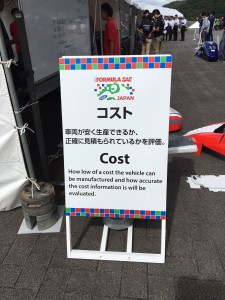 FORMULA SAE
JAPAN
コスト
車両が安く生産できるか、
正確に見積もられているかを評価。
Cost
How low of a cost the vehicle can
be manufactured and how accurate
the cost information is will be
evaluated.